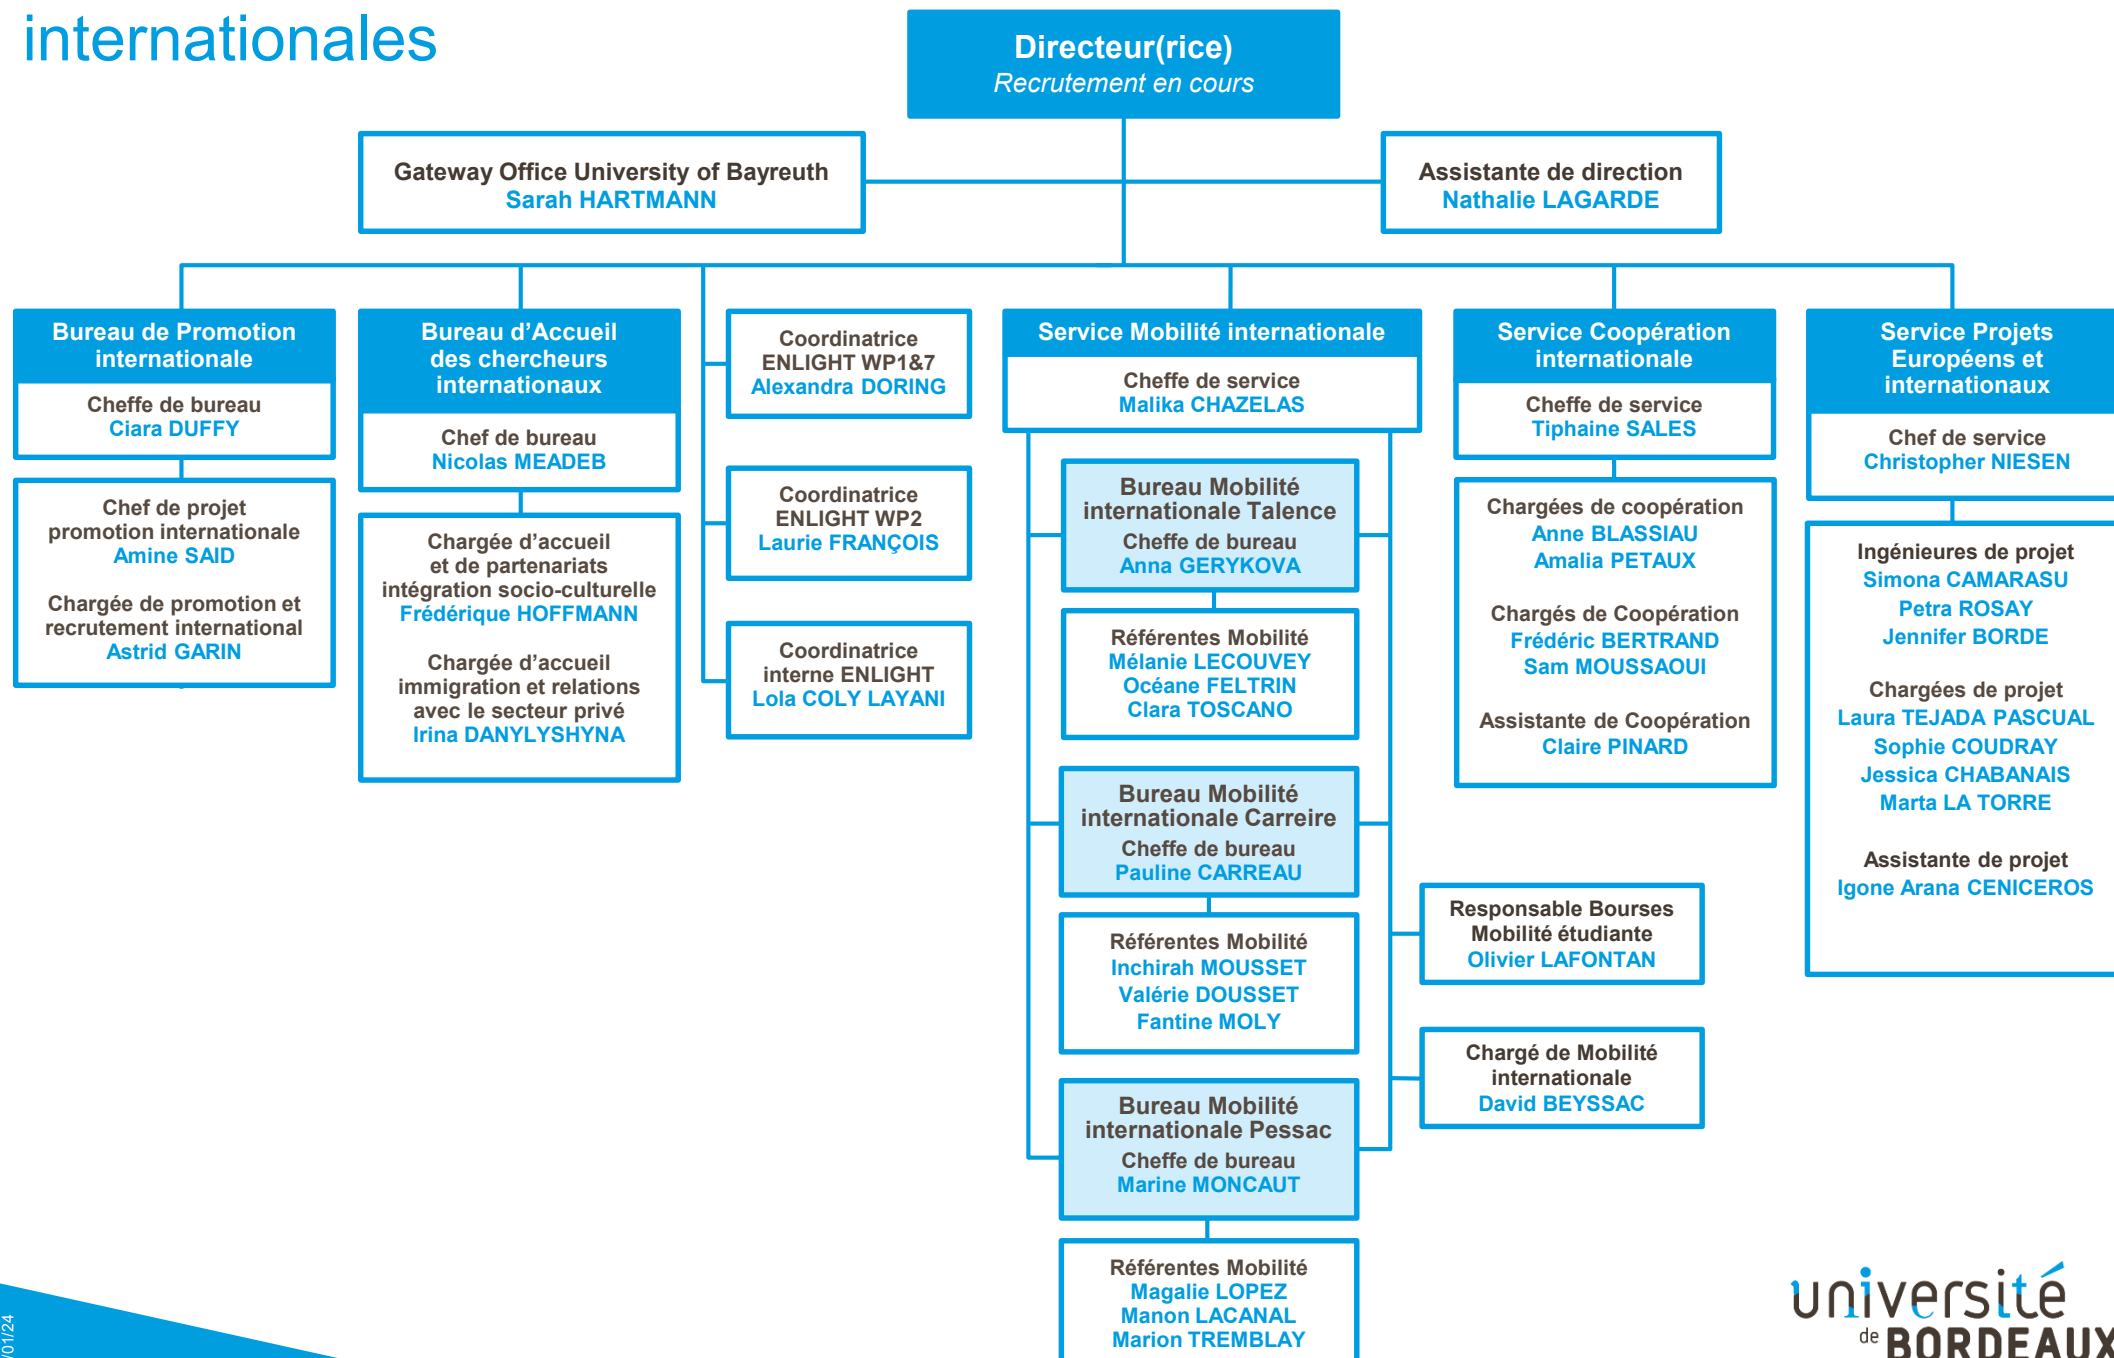 internationales
Directeur(rice)
Recrutement en cours
Gateway Office University of Bayreuth
Sarah HARTMANN
Assistante de direction
Nathalie LAGARDE
Bureau de Promotion
internationale
Cheffe de bureau
Ciara DUFFY
Chef de projet
promotion internationale
Amine SAID
Chargée de promotion et
recrutement international
Astrid GARIN
Bureau d’Accueil
des chercheurs
internationaux
Chef de bureau
Nicolas MEADEB
Chargée d’accueil
et de partenariats
intégration socio-culturelle
Frédérique HOFFMANN
Chargée d’accueil
immigration et relations
avec le secteur privé
Irina DANYLYSHYNA
Coordinatrice
ENLIGHT WP1&7
Alexandra DORING
Coordinatrice
ENLIGHT WP2
Laurie FRANÇOIS
Coordinatrice
interne ENLIGHT
Lola COLY LAYANI
Service Mobilité internationale
Cheffe de service
Malika CHAZELAS
Bureau Mobilité
internationale Talence
Cheffe de bureau
Anna GERYKOVA
Référentes Mobilité
Mélanie LECOUVEY
Océane FELTRIN
Clara TOSCANO
Bureau Mobilité
internationale Carreire
Cheffe de bureau
Pauline CARREAU
Référentes Mobilité
Inchirah MOUSSET
Valérie DOUSSET
Fantine MOLY
Bureau Mobilité
internationale Pessac
Cheffe de bureau
Marine MONCAUT
Référentes Mobilité
Magalie LOPEZ
Manon LACANAL
Marion TREMBLAY
Responsable Bourses
Mobilité étudiante
Olivier LAFONTAN
Chargé de Mobilité
internationale
David BEYSSAC
Service Coopération
internationale
Cheffe de service
Tiphaine SALES
Chargées de coopération
Anne BLASSIAU
Amalia PETAUX
Chargés de Coopération
Frédéric BERTRAND
Sam MOUSSAOUI
Assistante de Coopération
Claire PINARD
Service Projets
Européens et
internationaux
Chef de service
Christopher NIESEN
Ingénieures de projet
Simona CAMARASU
Petra ROSAY
Jennifer BORDE
Chargées de projet
Laura TEJADA PASCUAL
Sophie COUDRAY
Jessica CHABANAIS
Marta LA TORRE
Assistante de projet
Igone Arana CENICEROS
/01/24
université
de BORDEAUX